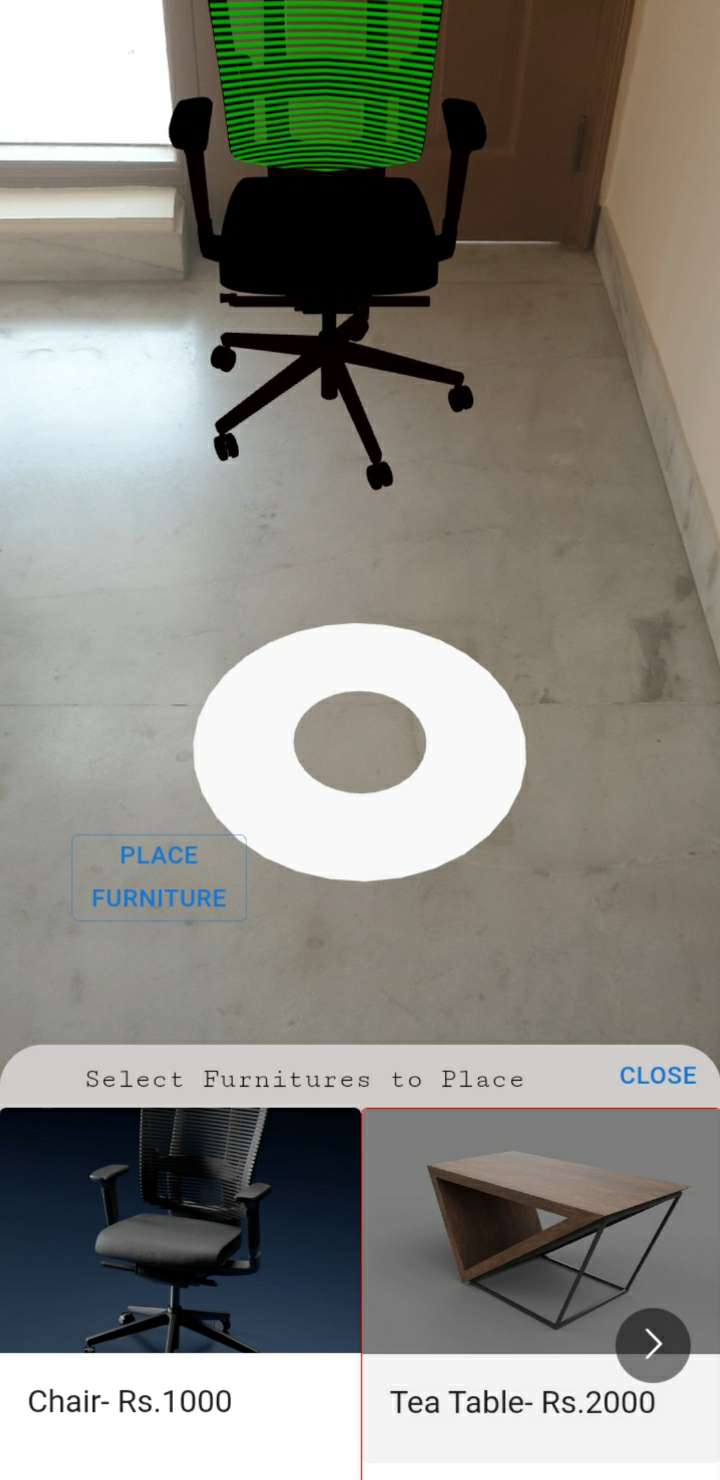 PLACE
FURNITURE
Select Furnitures to Place
CLOSE
Chair- Rs.1000
Tea Table- Rs.2000